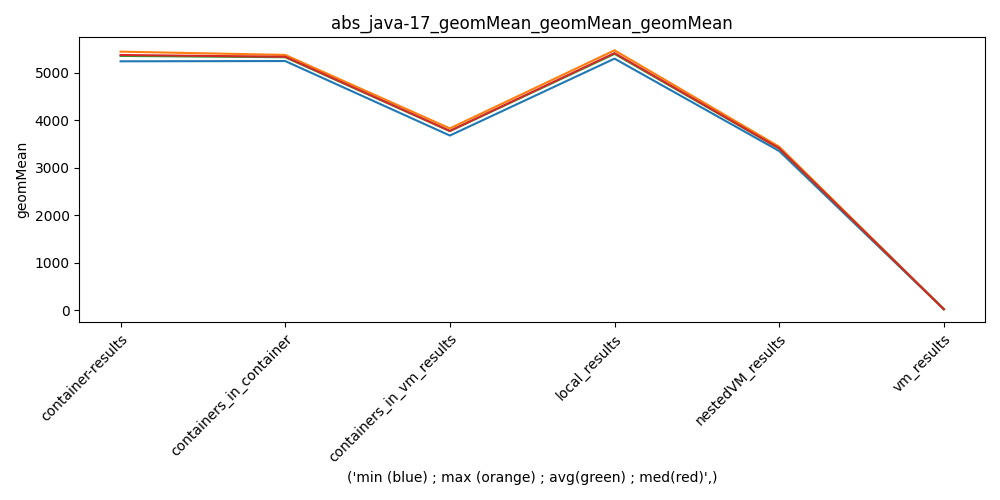 abs_java-17_geomMean_geomMean_geomMean
geomMean
5000
4000
3000
2000
1000
0
container-results
containers_in_container
containers_in_vm_results
local_results
nestedVM_results
vm_results
('min (blue) ; max (orange) ; avg(green) ; med(red)',)